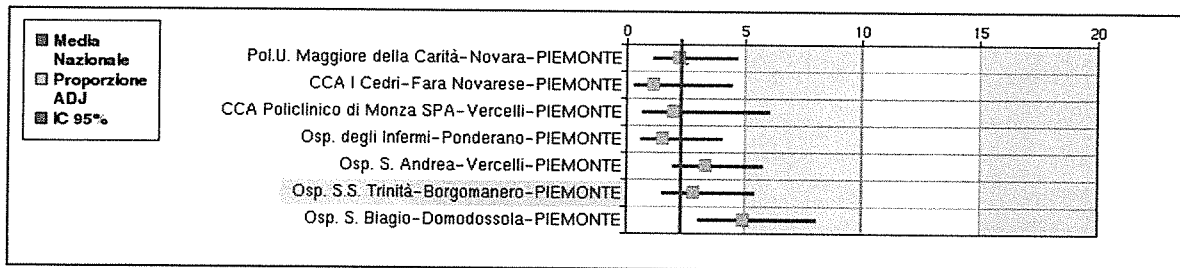 Media
Nazionale
Proporzione
ADJ
IC 95%
0 5 10 15 20
Pol.U. Maggiore della Carità-Novara-PIEMONTE
CCA I Cedri-Fara Novarese-PIEMONTE
CCA Policlinico di Monza SPA-Vercelli-PIEMONTE
Osp. degli Infermi-Ponderano-PIEMONTE
Osp. S. Andrea-Vercelli-PIEMONTE
Osp. S.S. Trinità-Borgomanero-PIEMONTE
Osp. S. Biagio-Domodossola-PIEMONTE